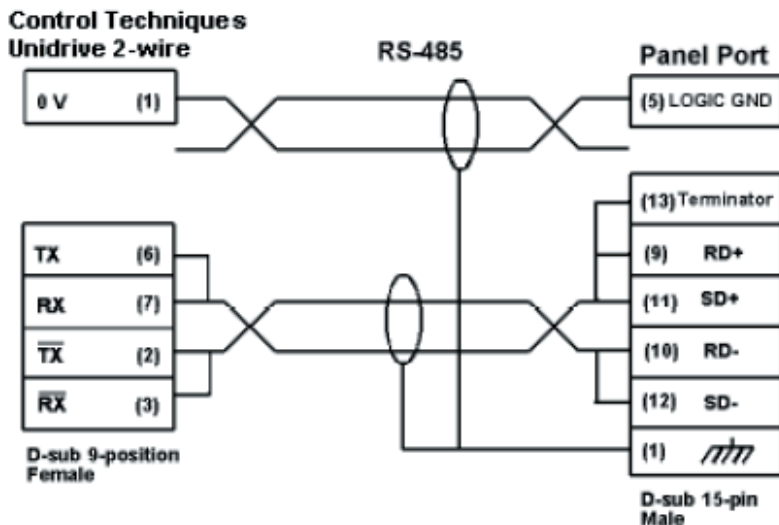 Control Techniques
Unidrive 2-wire
RS-485
Panel Port
0 V (1)
(5) LOGIC GND
(13) Terminator
TX (6)
(9) RD+
RX (7)
(11) SD+
T̅X̅ (2)
(10) RD-
R̅X̅ (3)
(12) SD-
(1)
D-sub 9-position
Female
D-sub 15-pin
Male